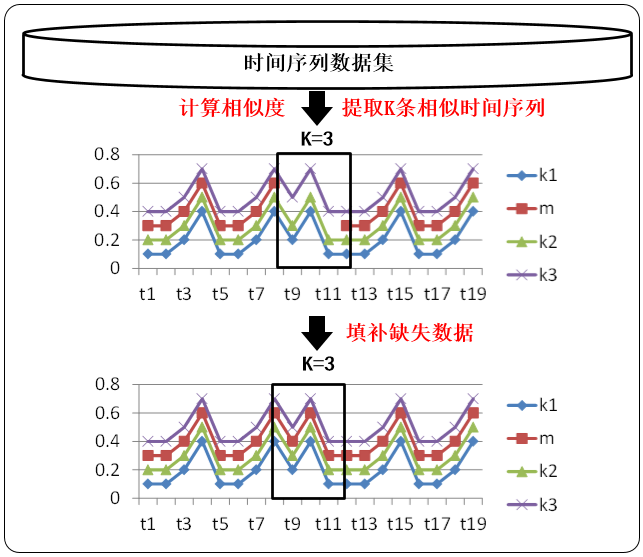 时间序列数据集
计算相似度 提取K条相似时间序列
K=3
0.8
0.6
0.4
0.2
0
t1 t3 t5 t7 t9 t11 t13 t15 t17 t19
k1
m
k2
k3
填补缺失数据
K=3
0.8
0.6
0.4
0.2
0
t1 t3 t5 t7 t9 t11 t13 t15 t17 t19
k1
m
k2
k3